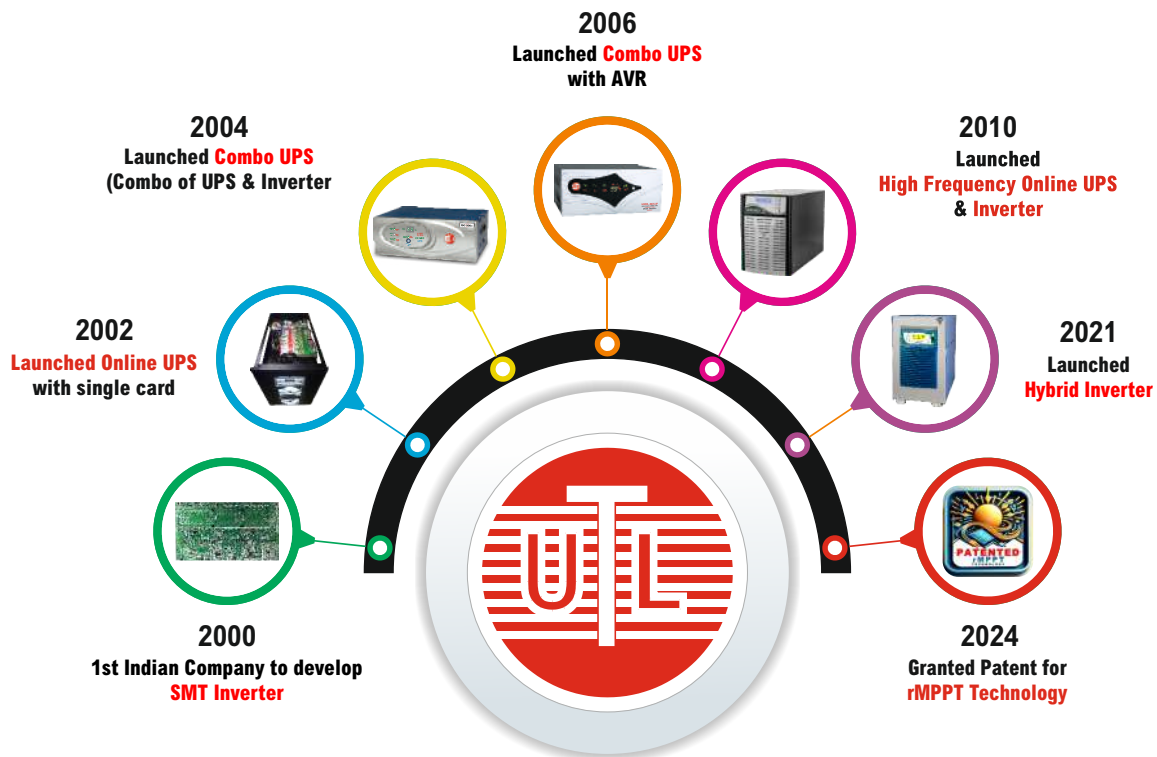 2006
Launched Combo UPS
with AVR
2004
Launched Combo UPS
(Combo of UPS & Inverter
2010
Launched
High Frequency Online UPS
& Inverter
2002
Launched Online UPS
with single card
2021
Launched
Hybrid Inverter
UTL
PATENTED
rMPPT
TECHNOLOGY
2000
1st Indian Company to develop
SMT Inverter
2024
Granted Patent for
rMPPT Technology